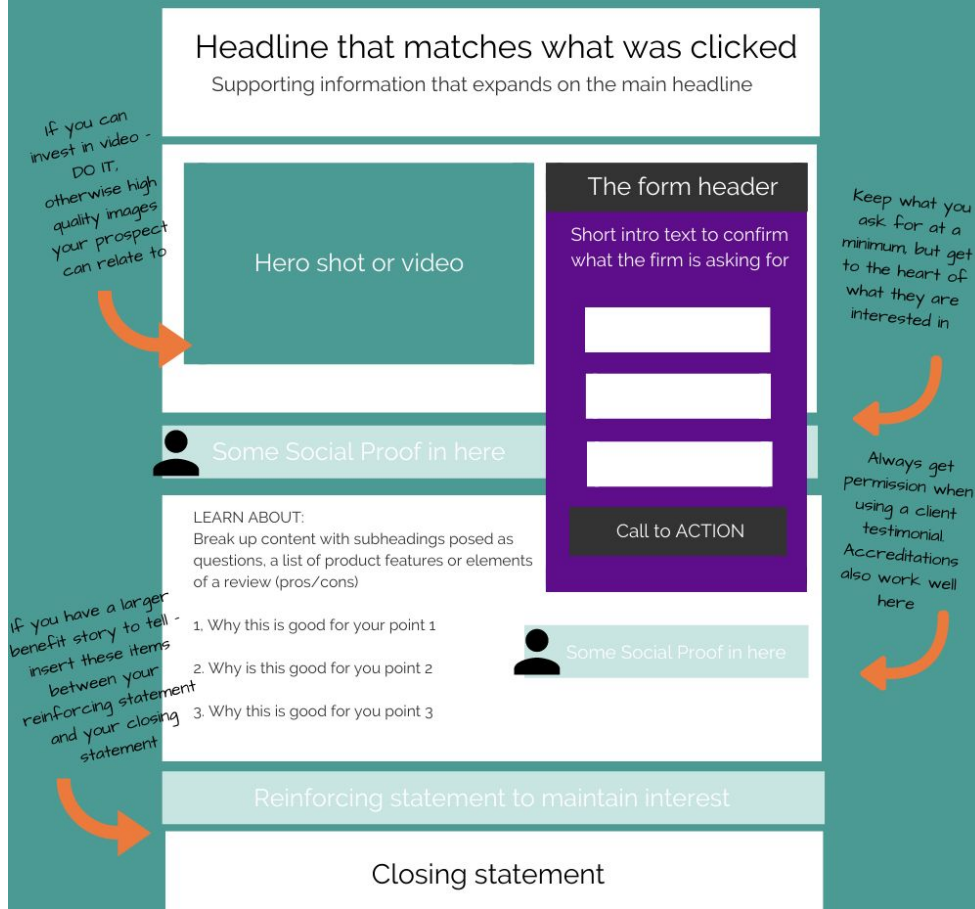 Headline that matches what was clicked
Supporting information that expands on the main headline
If you can
invest in video -
DO IT,
otherwise high
quality images
your prospect
can relate to
Hero shot or video
The form header
Short intro text to confirm
what the firm is asking for
Call to ACTION
Keep what you
ask for at a
minimum, but get
to the heart of
what they are
interested in
Some Social Proof in here
Always get
permission when
using a client
testimonial.
Accreditations
also work well
here
LEARN ABOUT:
Break up content with subheadings posed as
questions, a list of product features or elements
of a review (pros/cons)
1, Why this is good for your point 1
2. Why is this good for you point 2
3. Why this is good for you point 3
Some Social Proof in here
If you have a larger
benefit story to tell -
insert these items
between your
reinforcing statement
and your closing
statement
Reinforcing statement to maintain interest
Closing statement